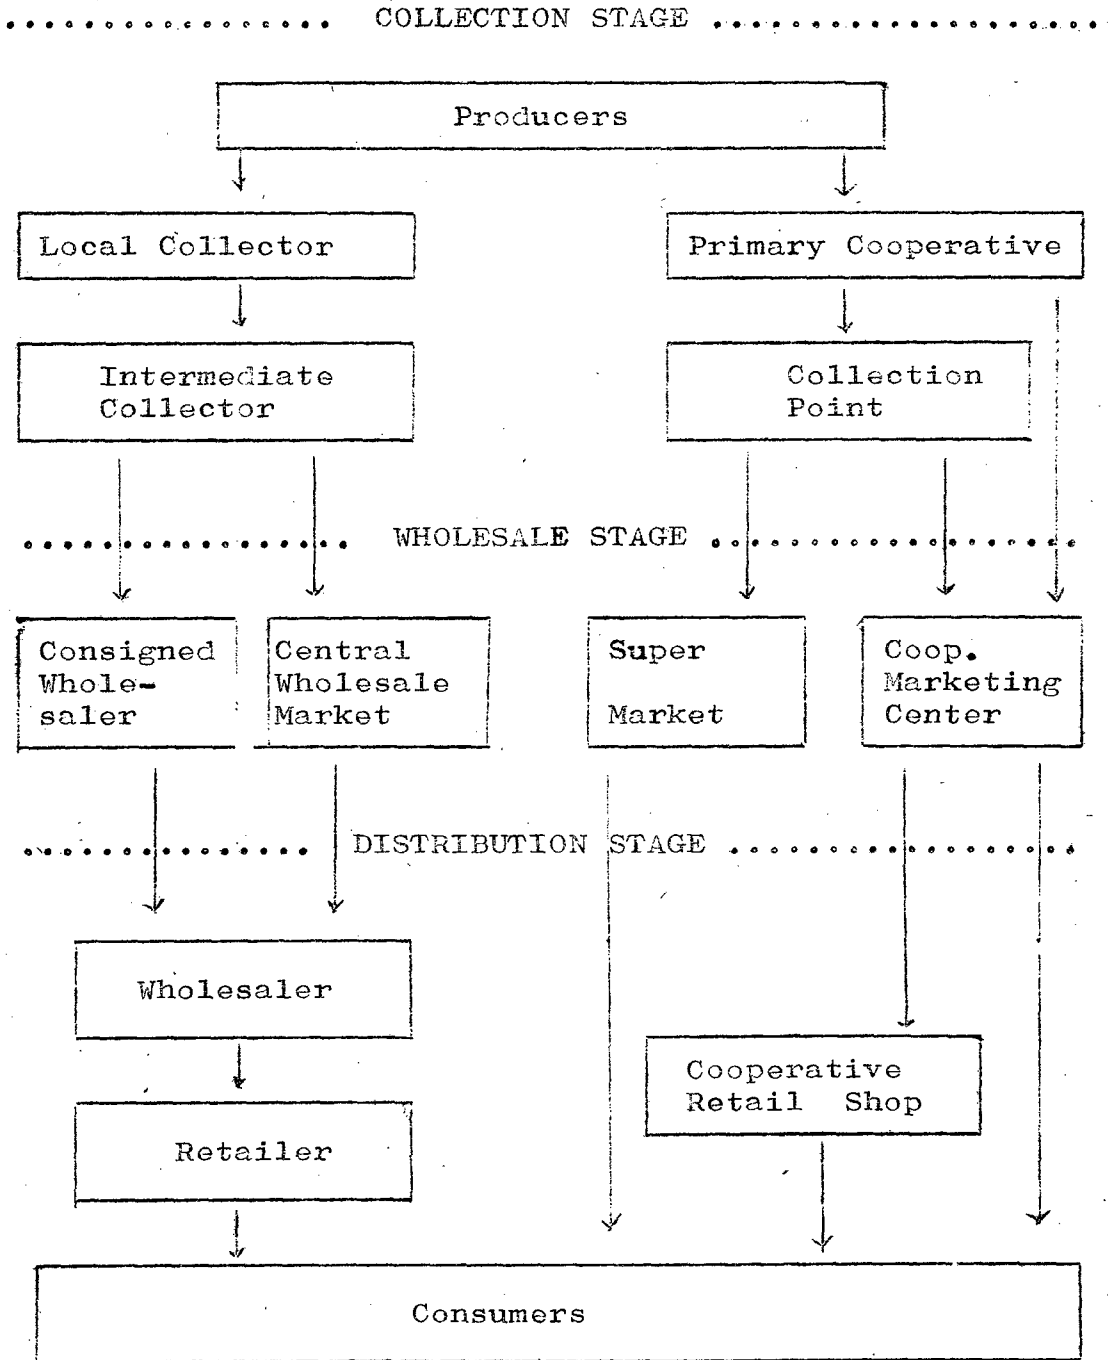 COLLECTION STAGE
Producers
Local Collector
Primary Cooperative
Intermediate
Collector
Collection
Point
WHOLESALE STAGE
Consigned
Whole-
saler
Central
Wholesale
Market
Super
Market
Coop.
Marketing
Center
DISTRIBUTION STAGE
Wholesaler
Cooperative
Retail Shop
Retailer
Consumers